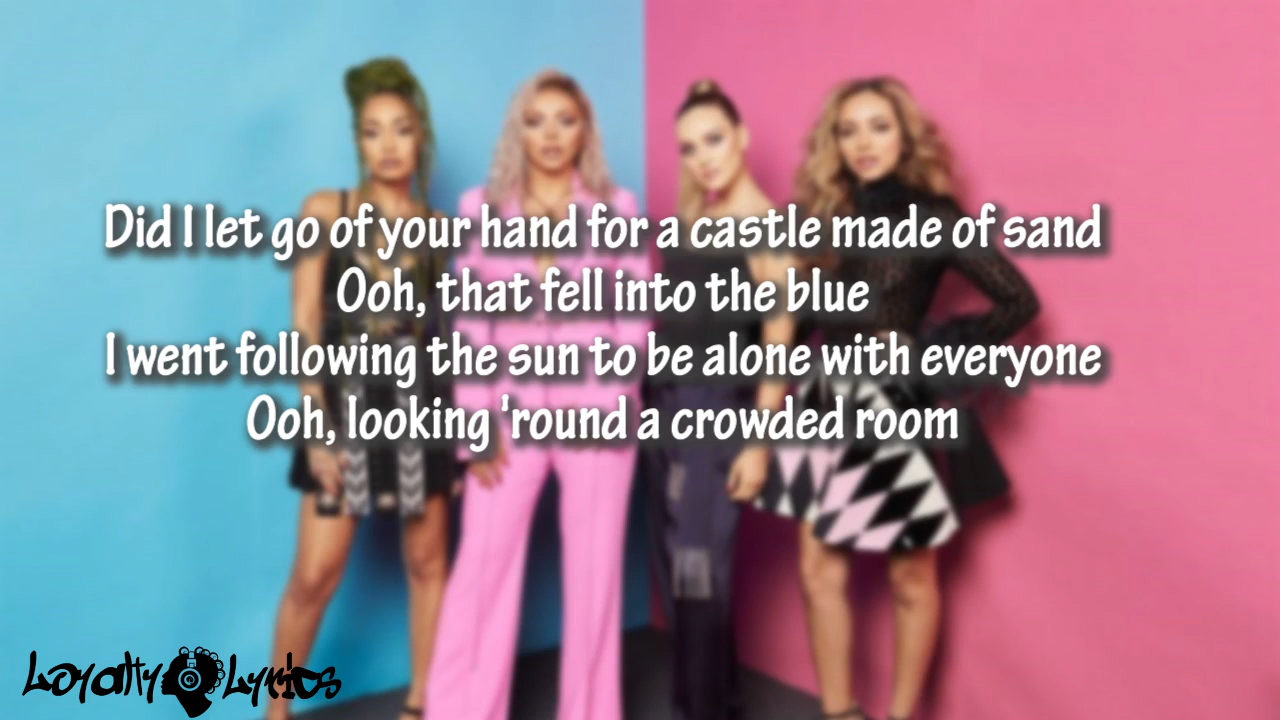 Did I let go of your hand for a castle made of sand
Ooh, that fell into the blue
I went following the sun to be alone with everyone
Ooh, looking 'round a crowded room
Loyalty Lyrics